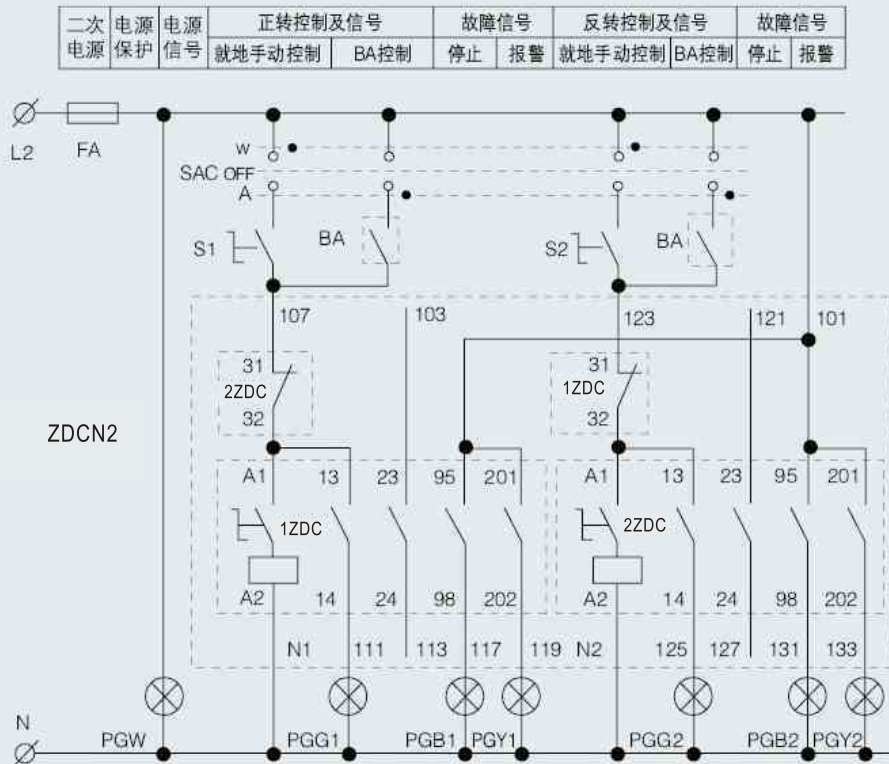 二次电源 电源保护 电源信号 正转控制及信号 故障信号 反转控制及信号 故障信号
就地手动控制 BA控制 停止 报警 就地手动控制 BA控制 停止 报警
L2 FA
W
SAC OFF
A
S1 BA S2 BA
107 103 123 121 101
31 31
2ZDC 1ZDC
32 32
ZDCN2
A1 13 23 95 201 A1 13 23 95 201
1ZDC 2ZDC
A2 14 24 98 202 A2 14 24 98 202
N1 111 113 117 119 N2 125 127 131 133
N
PGW PGG1 PGB1 PGY1 PGG2 PGB2 PGY2